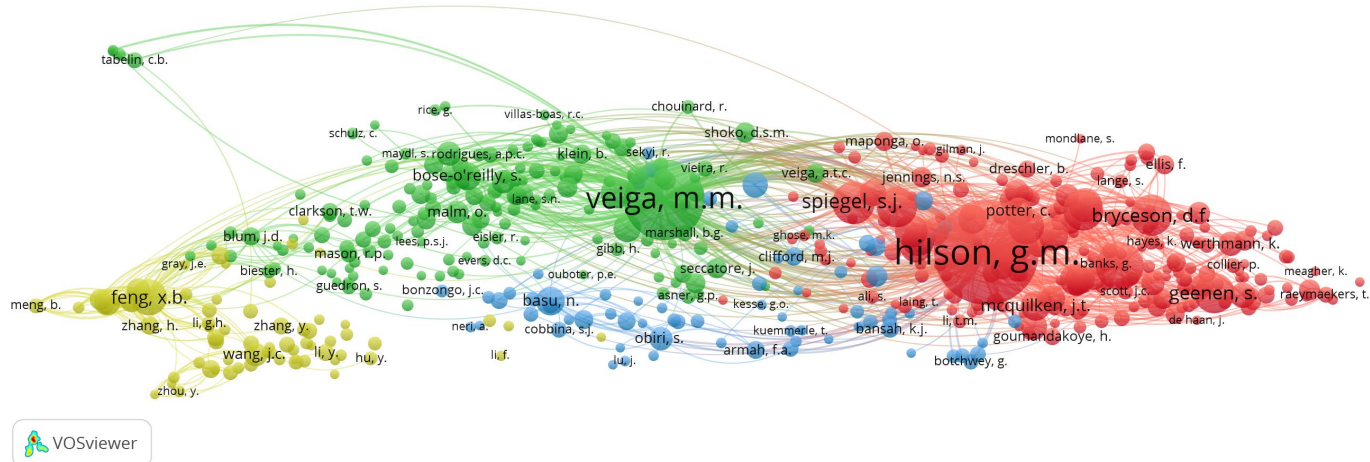 tabelin, c.b.
rice, g.
villas-boas, r.c.
chouinard, r.
schulz, c.
shoko, d.s.m.
mondlane, s.
maydl, s.
rodrigues, a.p.c.
klein, b.
sekyi, r.
vieira, r.
maponga, o.
gilman, j.
bose-o'reilly, s.
veiga, a.t.c.
jennings, n.s.
dreschler, b.
ellis, f.
lange, s.
lane, s.n.
veiga, m.m.
spiegel, s.j.
potter, c.
bryceson, d.f.
clarkson, t.w.
malm, o.
marshall, b.g.
blum, j.d.
fees, p.s.j.
eisler, r.
gibb, h.
ghose, m.k.
hilson, g.m.
hayes, k.
werthmann, k.
mason, r.p.
evers, d.c.
clifford, m.j.
banks, g.
collier, p.
gray, j.e.
biester, h.
ouboter, p.e.
seccatore, j.
meagher, k.
guedron, s.
bonzongo, j.c.
asner, g.p.
ali, s.
scott, j.c.
geenen, s.
raeymaekers, t.
meng, b.
feng, x.b.
basu, n.
kesse, g.o.
laing, t.
mcquilken, j.t.
zhang, h.
li, g.h.
zhang, y.
neri, a.
cobbina, s.j.
obiri, s.
kuemmerle, t.
bansah, k.j.
li, t.m.
goumandakoye, h.
de haan, j.
wang, j.c.
li, y.
hu, y.
li, f.
lu, j.
armah, f.a.
botchwey, g.
zhou, y.
VOSviewer